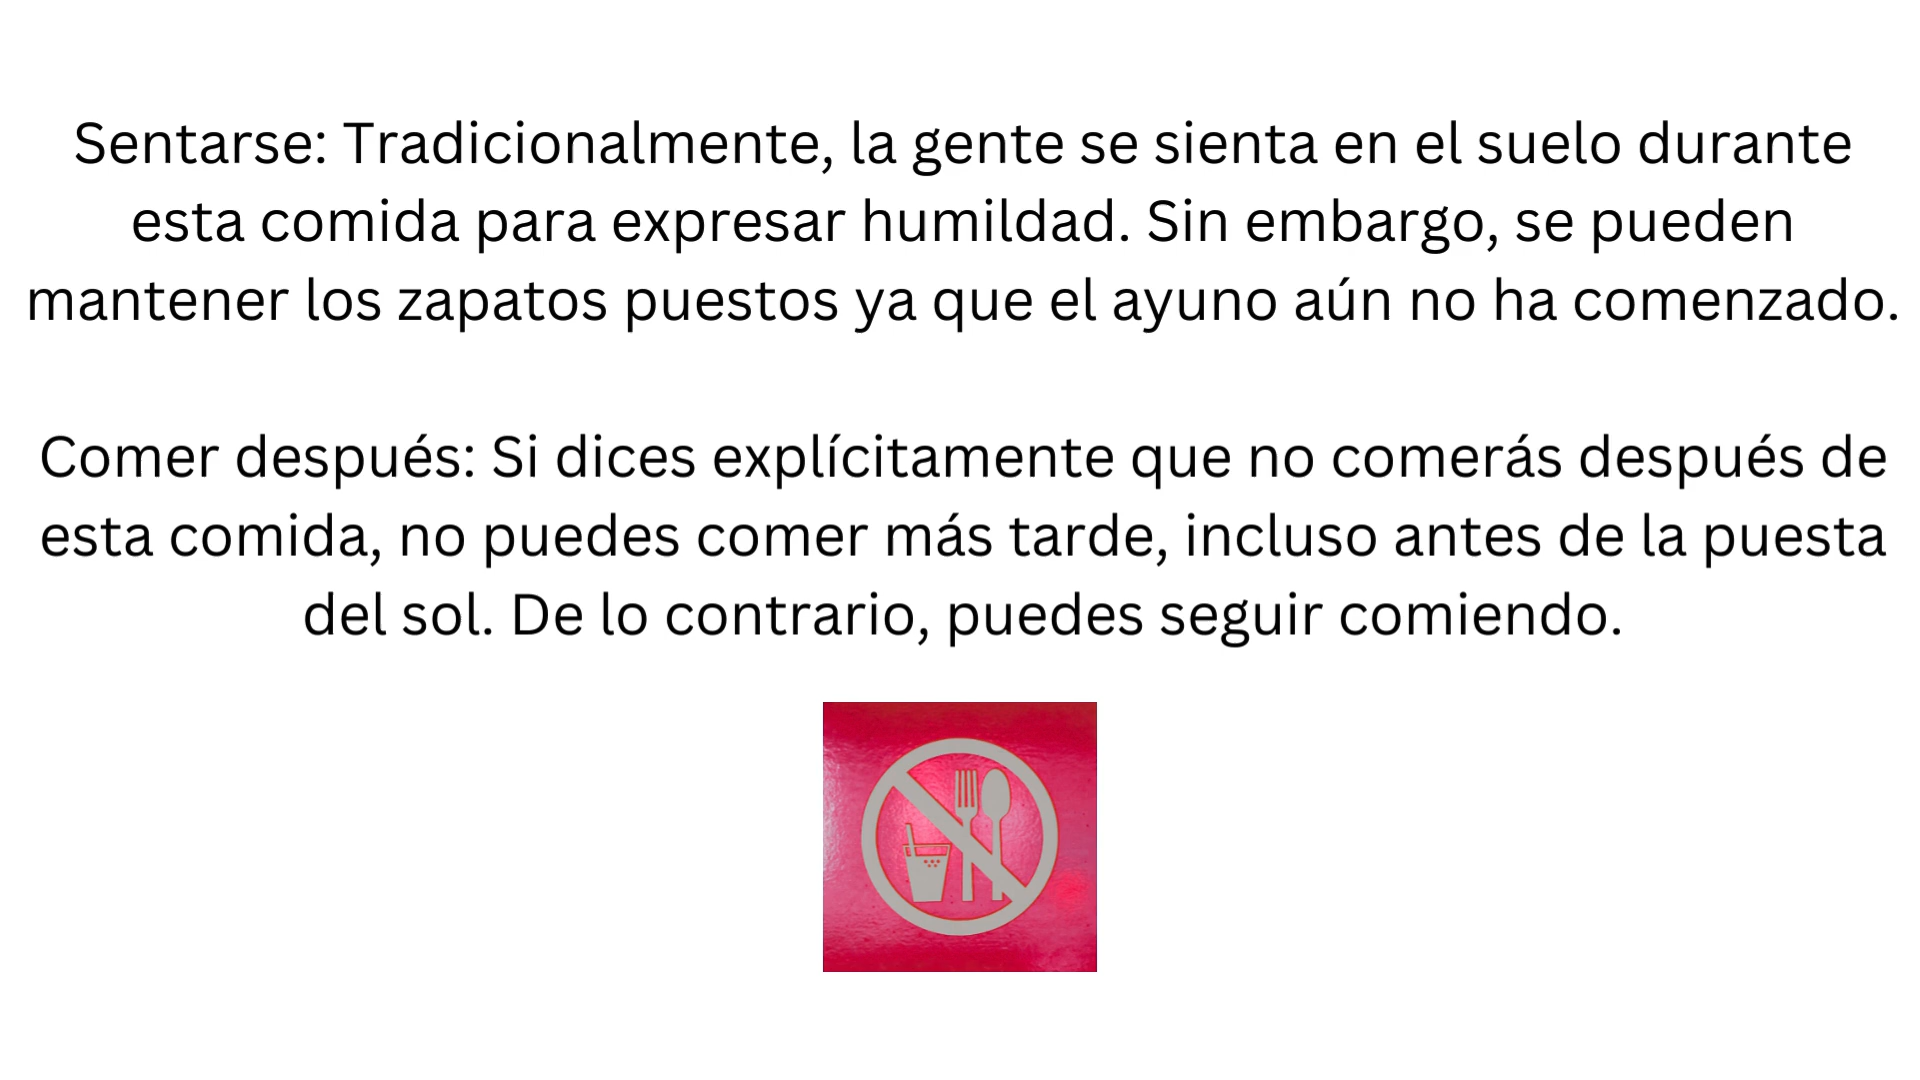 Sentarse: Tradicionalmente, la gente se sienta en el suelo durante
esta comida para expresar humildad. Sin embargo, se pueden
mantener los zapatos puestos ya que el ayuno aún no ha comenzado.
Comer después: Si dices explícitamente que no comerás después de
esta comida, no puedes comer más tarde, incluso antes de la puesta
del sol. De lo contrario, puedes seguir comiendo.